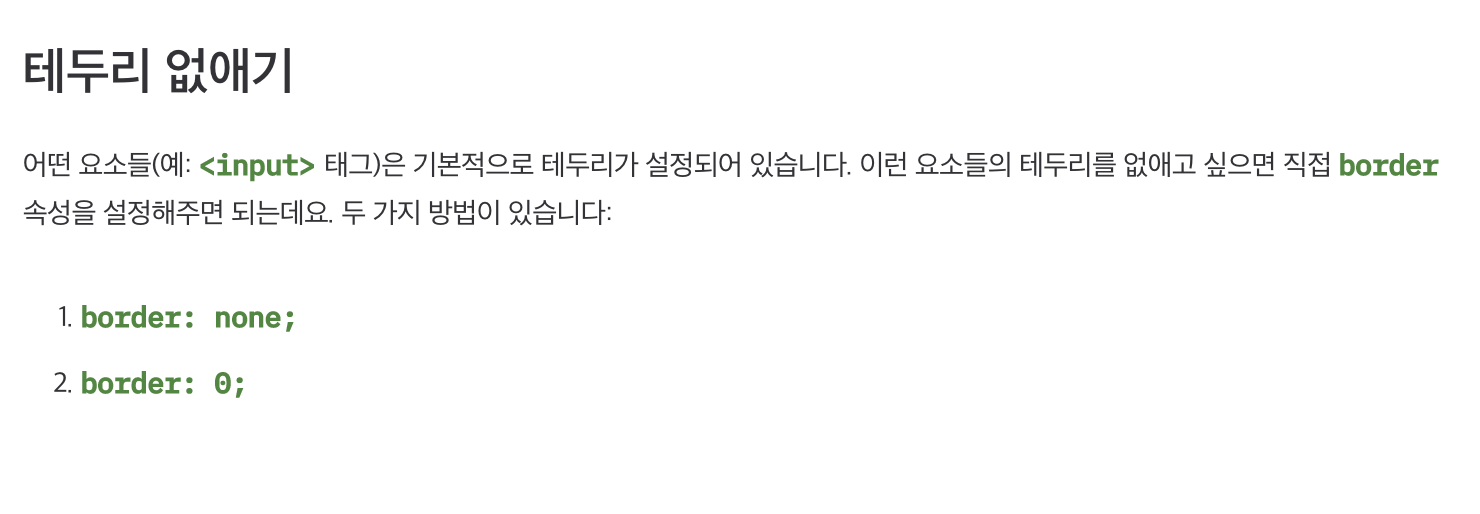 테두리 없애기
어떤 요소들(예: <input> 태그)은 기본적으로 테두리가 설정되어 있습니다. 이런 요소들의 테두리를 없애고 싶으면 직접 border
속성을 설정해주면 되는데요. 두 가지 방법이 있습니다:
1. border: none;
2. border: 0;